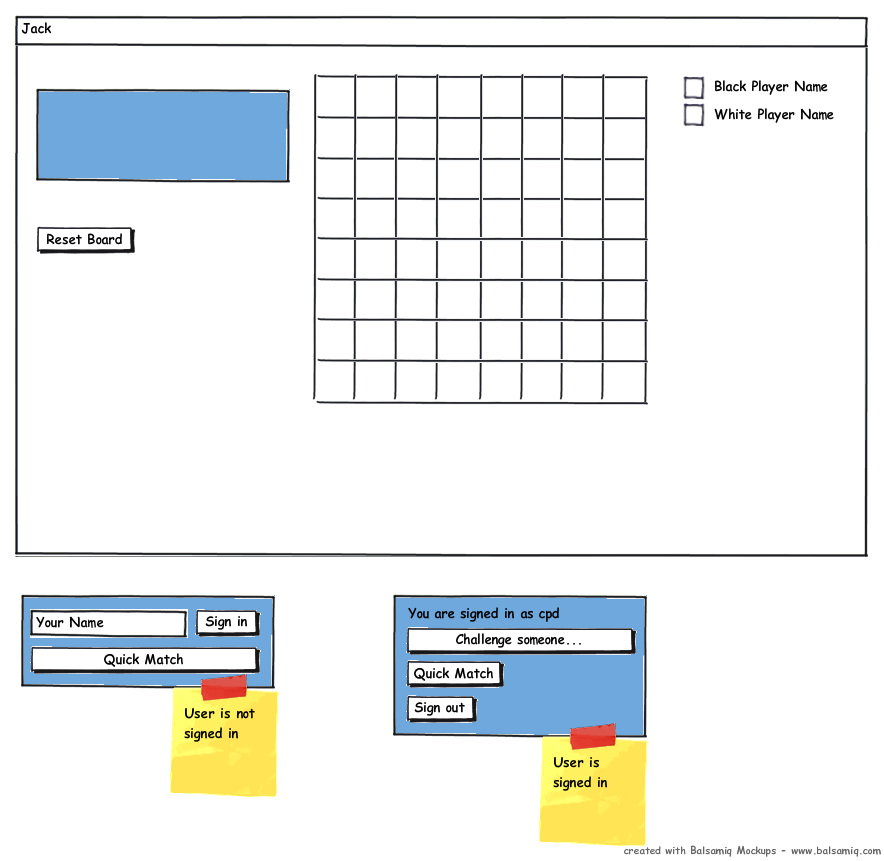 Jack
Black Player Name
White Player Name
Reset Board
Your Name
Sign in
Quick Match
User is not
signed in
You are signed in as cpd
Challenge someone...
Quick Match
Sign out
User is
signed in
created with Balsamiq Mockups - www.balsamiq.com